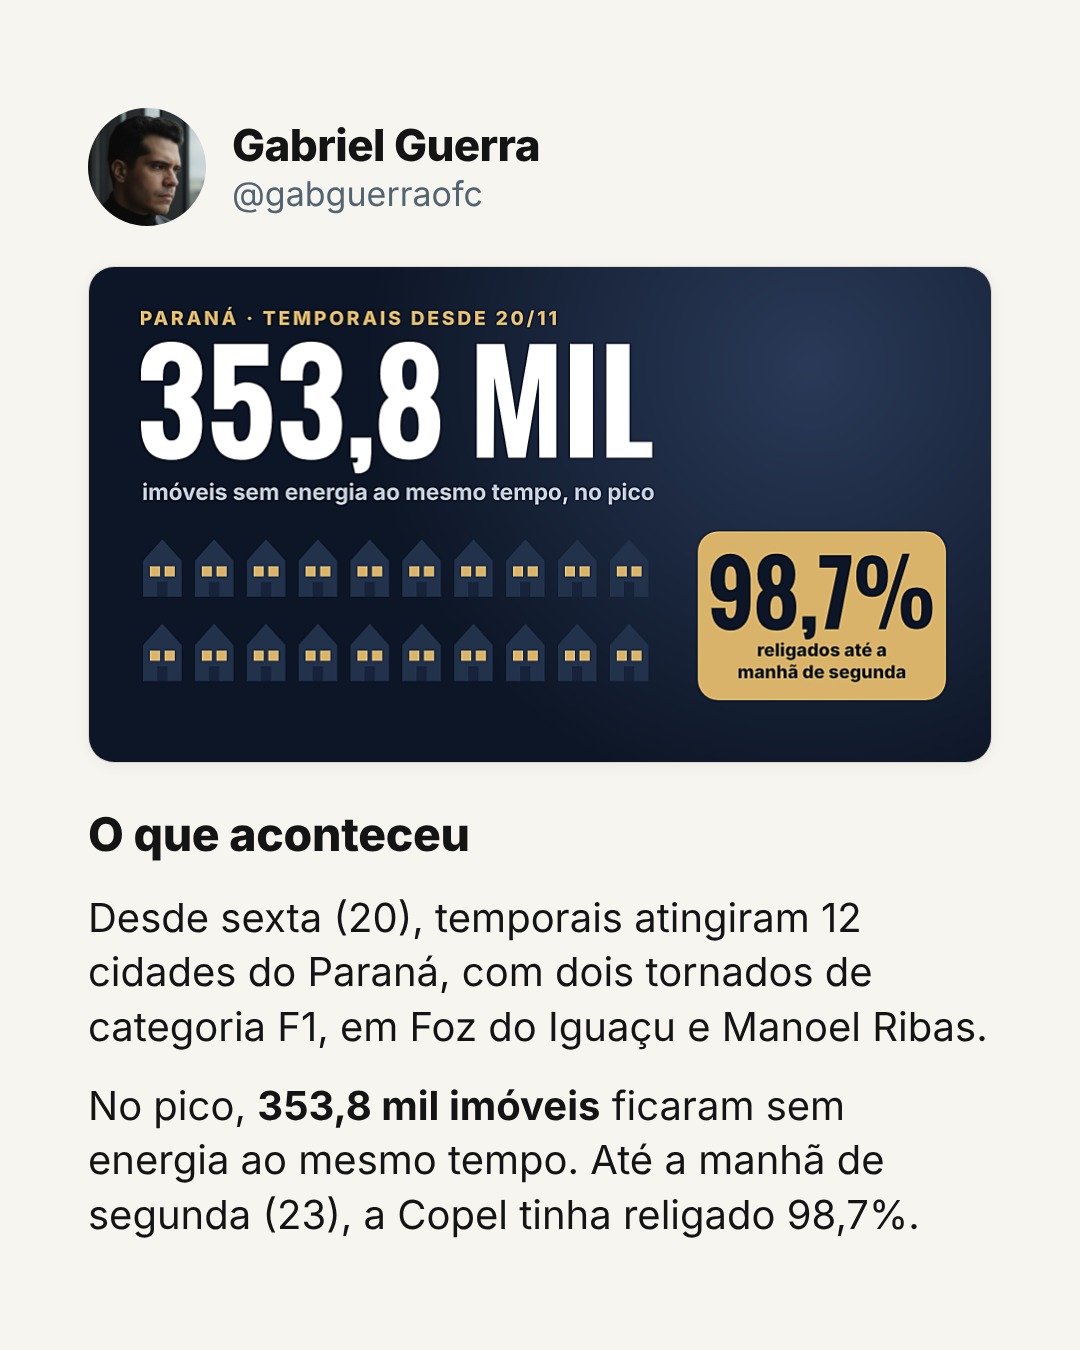 Gabriel Guerra
@gabguerraofc
PARANÁ · TEMPORAIS DESDE 20/11
353,8 MIL
imóveis sem energia ao mesmo tempo, no pico
98,7%
religados até a
manhã de segunda
O que aconteceu
Desde sexta (20), temporais atingiram 12
cidades do Paraná, com dois tornados de
categoria F1, em Foz do Iguaçu e Manoel Ribas.
No pico, 353,8 mil imóveis ficaram sem
energia ao mesmo tempo. Até a manhã de
segunda (23), a Copel tinha religado 98,7%.